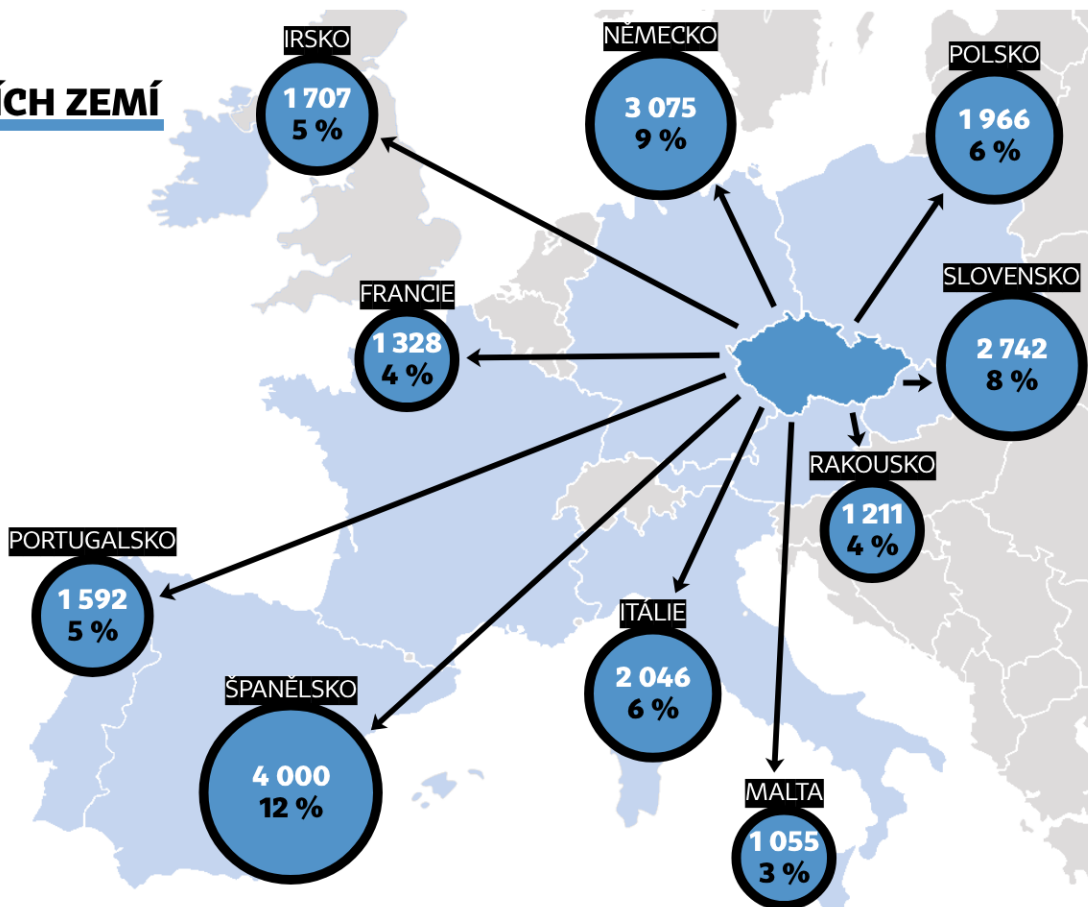 ÍCH ZEMÍ
IRSKO
1 707
5 %
NĚMECKO
3 075
9 %
POLSKO
1 966
6 %
FRANCIE
1 328
4 %
SLOVENSKO
2 742
8 %
RAKOUSKO
1 211
4 %
PORTUGALSKO
1 592
5 %
ŠPANĚLSKO
4 000
12 %
ITÁLIE
2 046
6 %
MALTA
1 055
3 %